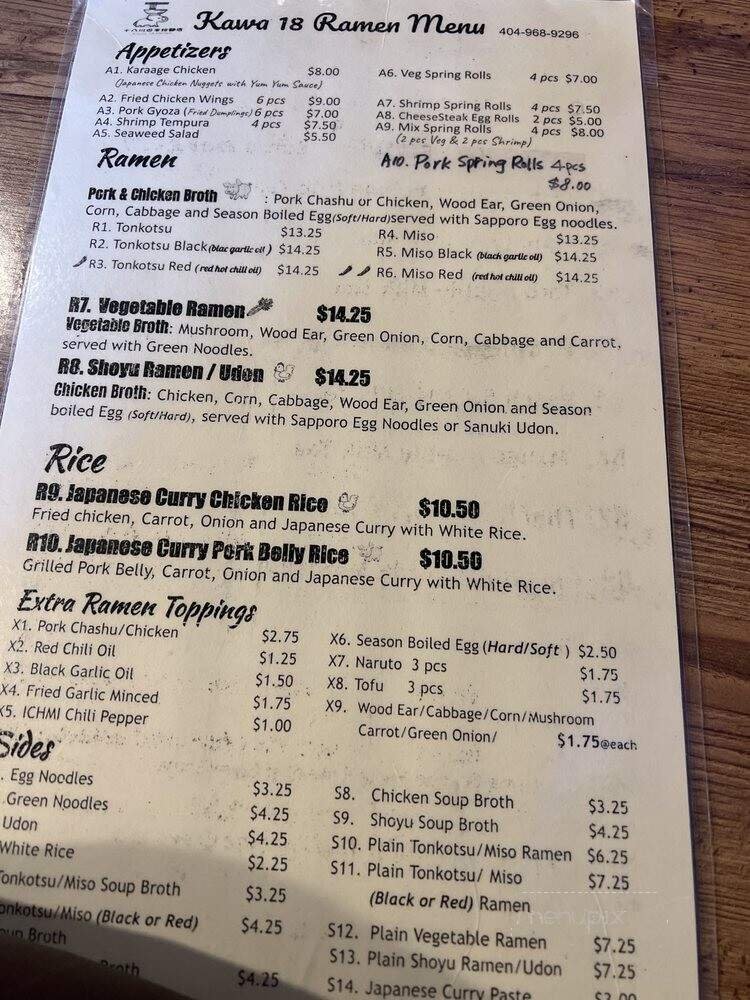 Kawa 18 Ramen Menu 404-968-9296
Appetizers
A1. Karaage Chicken $8.00
(Japanese Chicken Nuggets with Yum Yum Sauce)
A2. Fried Chicken Wings 6 pcs $9.00
A3. Pork Gyoza (Fried Dumplings) 6 pcs $7.00
A4. Shrimp Tempura 4 pcs $7.50
A5. Seaweed Salad $5.50
A6. Veg Spring Rolls 4 pcs $7.00
A7. Shrimp Spring Rolls 4 pcs $7.50
A8. CheeseSteak Egg Rolls 2 pcs $5.00
A9. Mix Spring Rolls 4 pcs $8.00
(2 pcs Veg & 2 pcs Shrimp)
A10. Pork Spring Rolls 4pcs
$8.00
Ramen
Pork & Chicken Broth : Pork Chashu or Chicken, Wood Ear, Green Onion,
Corn, Cabbage and Season Boiled Egg(Soft/Hard)served with Sapporo Egg noodles.
R1. Tonkotsu $13.25
R2. Tonkotsu Black(blac garlic oil ) $14.25
R3. Tonkotsu Red (red hot chili oil) $14.25
R4. Miso $13.25
R5. Miso Black (black garlic oil) $14.25
R6. Miso Red (red hot chili oil) $14.25
R7. Vegetable Ramen $14.25
Vegetable Broth: Mushroom, Wood Ear, Green Onion, Corn, Cabbage and Carrot,
served with Green Noodles.
R8. Shoyu Ramen / Udon $14.25
Chicken Broth: Chicken, Corn, Cabbage, Wood Ear, Green Onion and Season
boiled Egg (Soft/Hard), served with Sapporo Egg Noodles or Sanuki Udon.
Rice
R9. Japanese Curry Chicken Rice $10.50
Fried chicken, Carrot, Onion and Japanese Curry with White Rice.
R10. Japanese Curry Pork Belly Rice $10.50
Grilled Pork Belly, Carrot, Onion and Japanese Curry with White Rice.
Extra Ramen Toppings
X1. Pork Chashu/Chicken $2.75
X2. Red Chili Oil $1.25
X3. Black Garlic Oil $1.50
X4. Fried Garlic Minced $1.75
X5. ICHMI Chili Pepper $1.00
X6. Season Boiled Egg (Hard/Soft ) $2.50
X7. Naruto 3 pcs $1.75
X8. Tofu 3 pcs $1.75
X9. Wood Ear/Cabbage/Corn/Mushroom
Carrot/Green Onion/ $1.75@each
Sides
. Egg Noodles $3.25
. Green Noodles $4.25
Udon $4.25
White Rice $2.25
onkotsu/Miso Soup Broth $3.25
onkotsu/Miso (Black or Red) $4.25
Broth
Broth $4.25
S8. Chicken Soup Broth $3.25
S9. Shoyu Soup Broth $4.25
S10. Plain Tonkotsu/Miso Ramen $6.25
S11. Plain Tonkotsu/ Miso $7.25
(Black or Red) Ramen
S12. Plain Vegetable Ramen $7.25
S13. Plain Shoyu Ramen/Udon $7.25
S14. Japanese Curry Paste
menupix